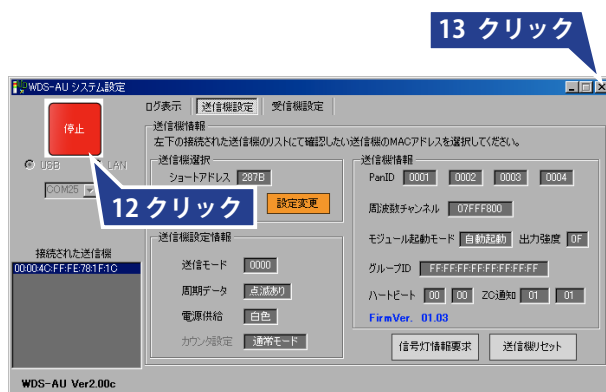 13 クリック
WDS-AU システム設定
ログ表示 送信機設定 受信機設定
停止
USB LAN
COM25
12 クリック
接続された送信機
00:00:4C:FF:FE:78:1F:1C
送信機情報
左下の接続された送信機のリストにて確認したい送信機のMACアドレスを選択してください。
送信機選択
ショートアドレス 287B
設定変更
送信機設定情報
送信モード 0000
周期データ 点滅あり
電源供給 白色
カウンタ設定 通常モード
送信機情報
PanID 0001 0002 0003 0004
周波数チャンネル 07FFF800
モジュール起動モード 自動起動 出力強度 0F
グループID FF:FF:FF:FF:FF:FF:FF:FF
ハートビート 00 00 ZC通知 01 01
FirmVer. 01.03
信号灯情報要求 送信機リセット
WDS-AU Ver2.00c